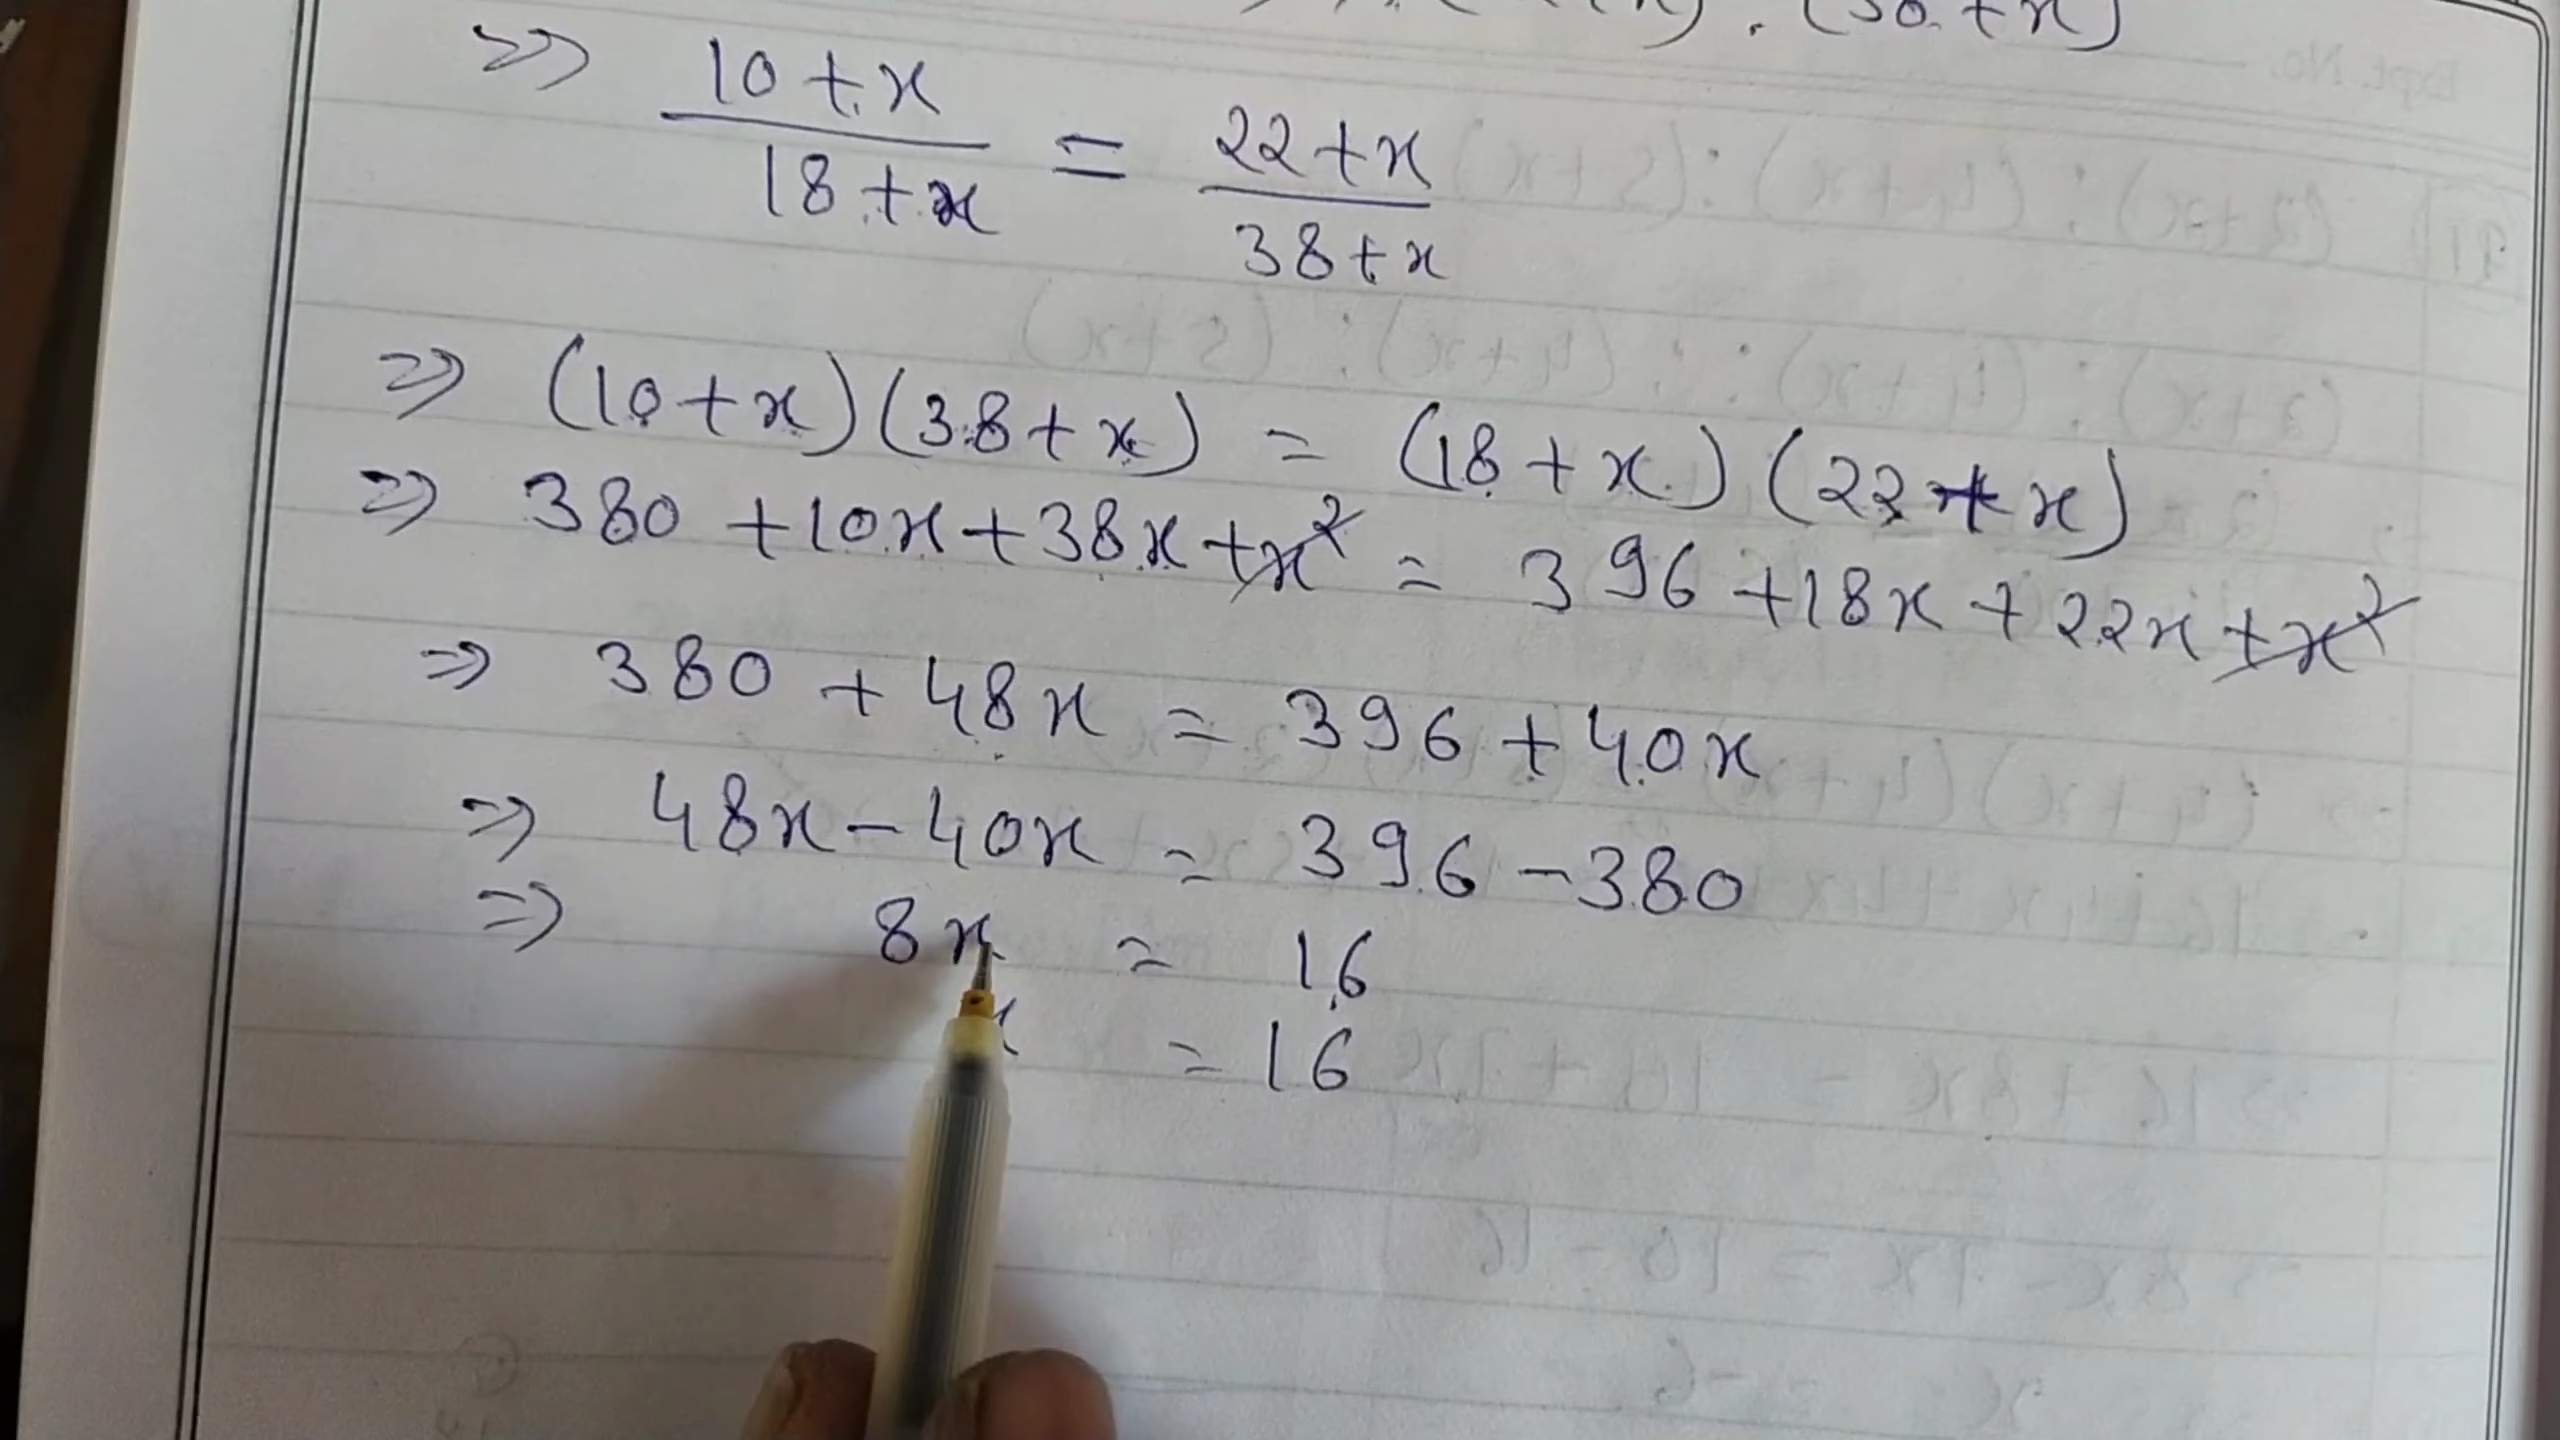 (38+x)
⇒ 10+x/18+x = 22+x/38+x
⇒ (10+x)(38+x) = (18+x)(22+x)
⇒ 380+10x+38x+x² = 396+18x+22x+x²
⇒ 380+48x = 396+40x
⇒ 48x-40x = 396-380
⇒ 8x = 16
x = 16